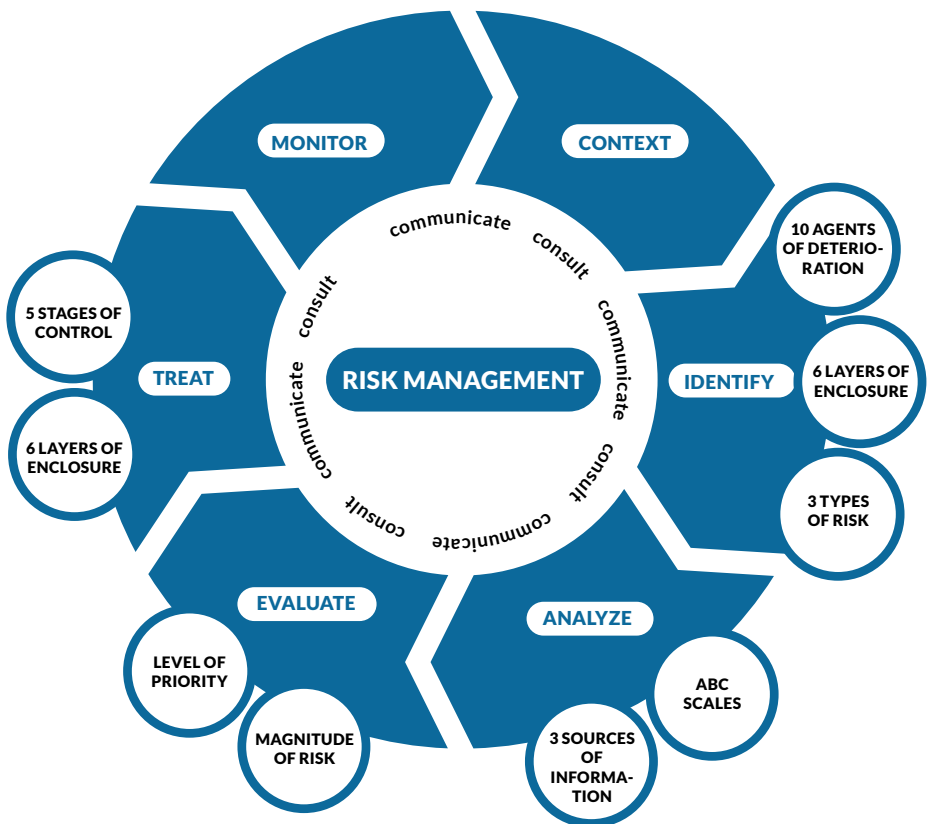 MONITOR
CONTEXT
10 AGENTS
OF DETERIO-
RATION
IDENTIFY
6 LAYERS OF
ENCLOSURE
3 TYPES
OF RISK
ANALYZE
ABC
SCALES
3 SOURCES
OF
INFORMA-
TION
EVALUATE
MAGNITUDE
OF RISK
LEVEL OF
PRIORITY
TREAT
6 LAYERS OF
ENCLOSURE
5 STAGES OF
CONTROL
RISK MANAGEMENT
communicate
consult
communicate
consult
communicate
consult
communicate
consult